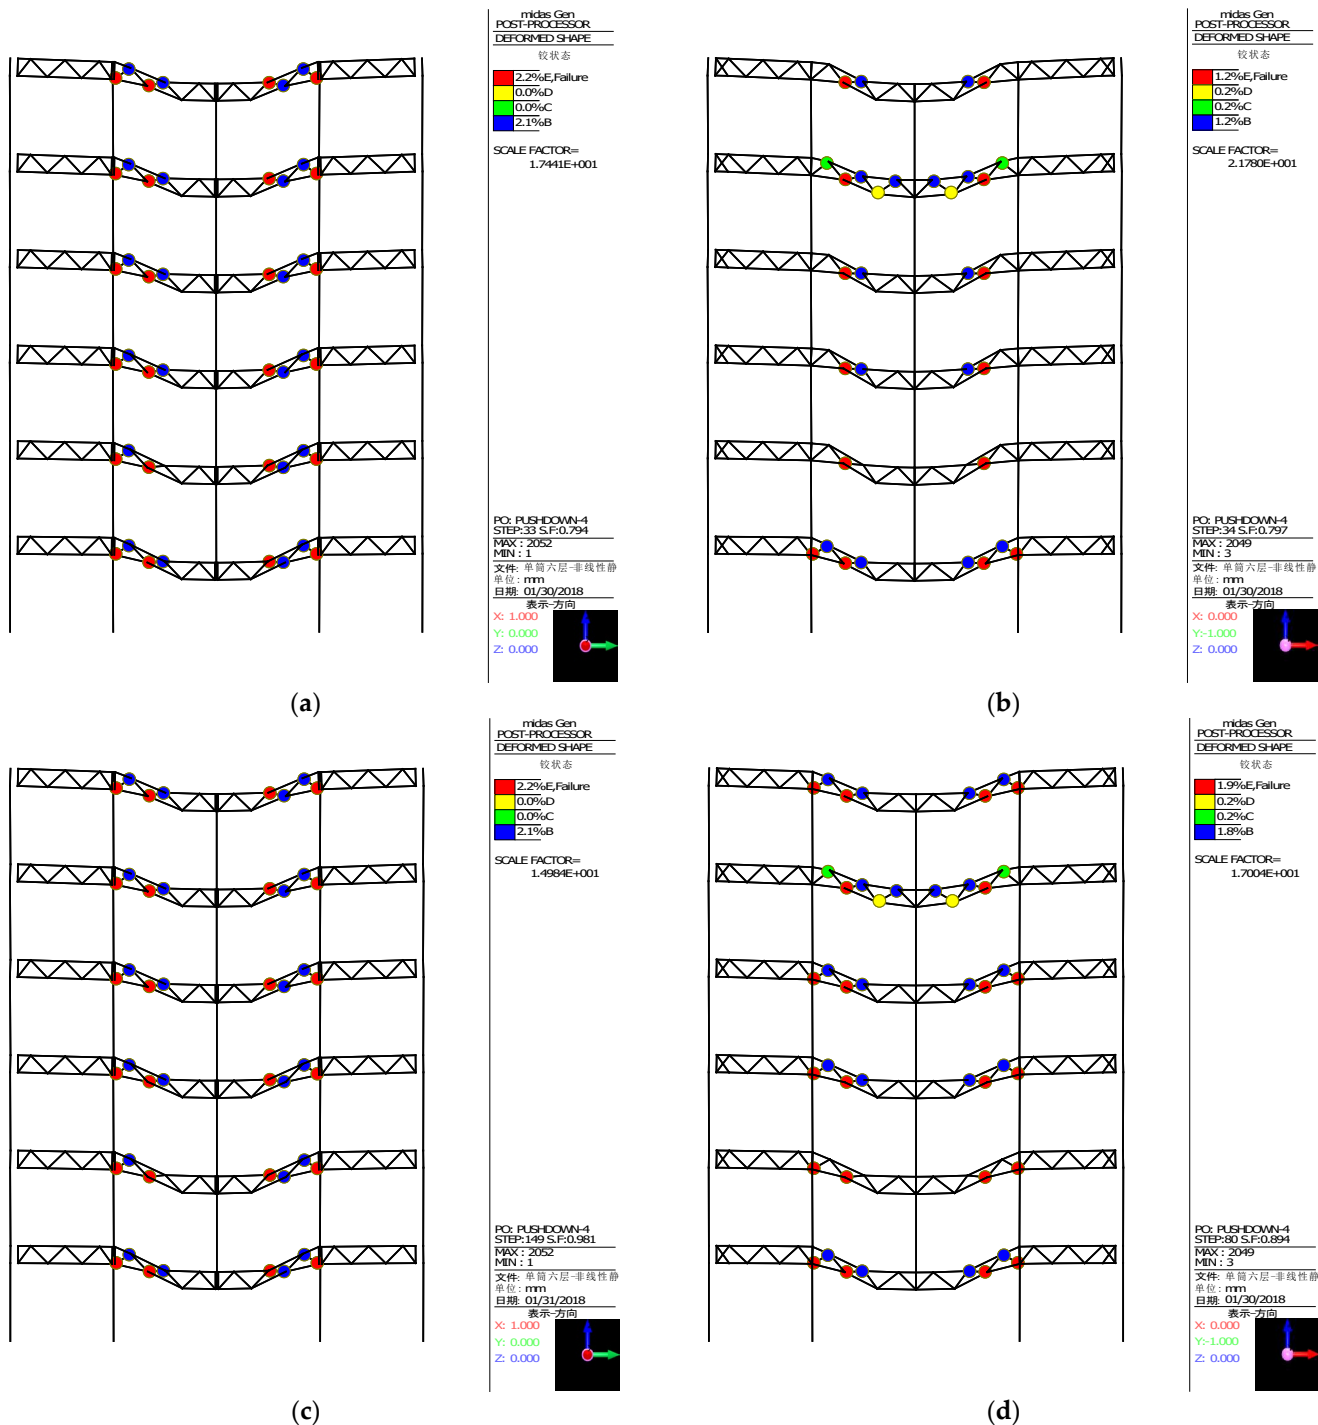 midas Gen
POST-PROCESSOR
DEFORMED SHAPE
铰状态
2.2%E,Failure
0.0%D
0.0%C
2.1%B
SCALE FACTOR=
1.7441E+001
PO: PUSHDOWN-4
STEP:33 S.F:0.794
MAX : 2052
MIN : 1
文件: 单筒六层-非线性静
单位: mm
日期: 01/30/2018
表示-方向
X: 1.000
Y: 0.000
Z: 0.000
(a)
midas Gen
POST-PROCESSOR
DEFORMED SHAPE
铰状态
1.2%E,Failure
0.2%D
0.2%C
1.2%B
SCALE FACTOR=
2.1780E+001
PO: PUSHDOWN-4
STEP:34 S.F:0.797
MAX : 2049
MIN : 3
文件: 单筒六层-非线性静
单位: mm
日期: 01/30/2018
表示-方向
X: 0.000
Y:-1.000
Z: 0.000
(b)
midas Gen
POST-PROCESSOR
DEFORMED SHAPE
铰状态
2.2%E,Failure
0.0%D
0.0%C
2.1%B
SCALE FACTOR=
1.4984E+001
PO: PUSHDOWN-4
STEP:149 S.F:0.981
MAX : 2052
MIN : 1
文件: 单筒六层-非线性静
单位: mm
日期: 01/31/2018
表示-方向
X: 1.000
Y: 0.000
Z: 0.000
(c)
midas Gen
POST-PROCESSOR
DEFORMED SHAPE
铰状态
1.9%E,Failure
0.2%D
0.2%C
1.8%B
SCALE FACTOR=
1.7004E+001
PO: PUSHDOWN-4
STEP:80 S.F:0.894
MAX : 2049
MIN : 3
文件: 单筒六层-非线性静
单位: mm
日期: 01/30/2018
表示-方向
X: 0.000
Y:-1.000
Z: 0.000
(d)